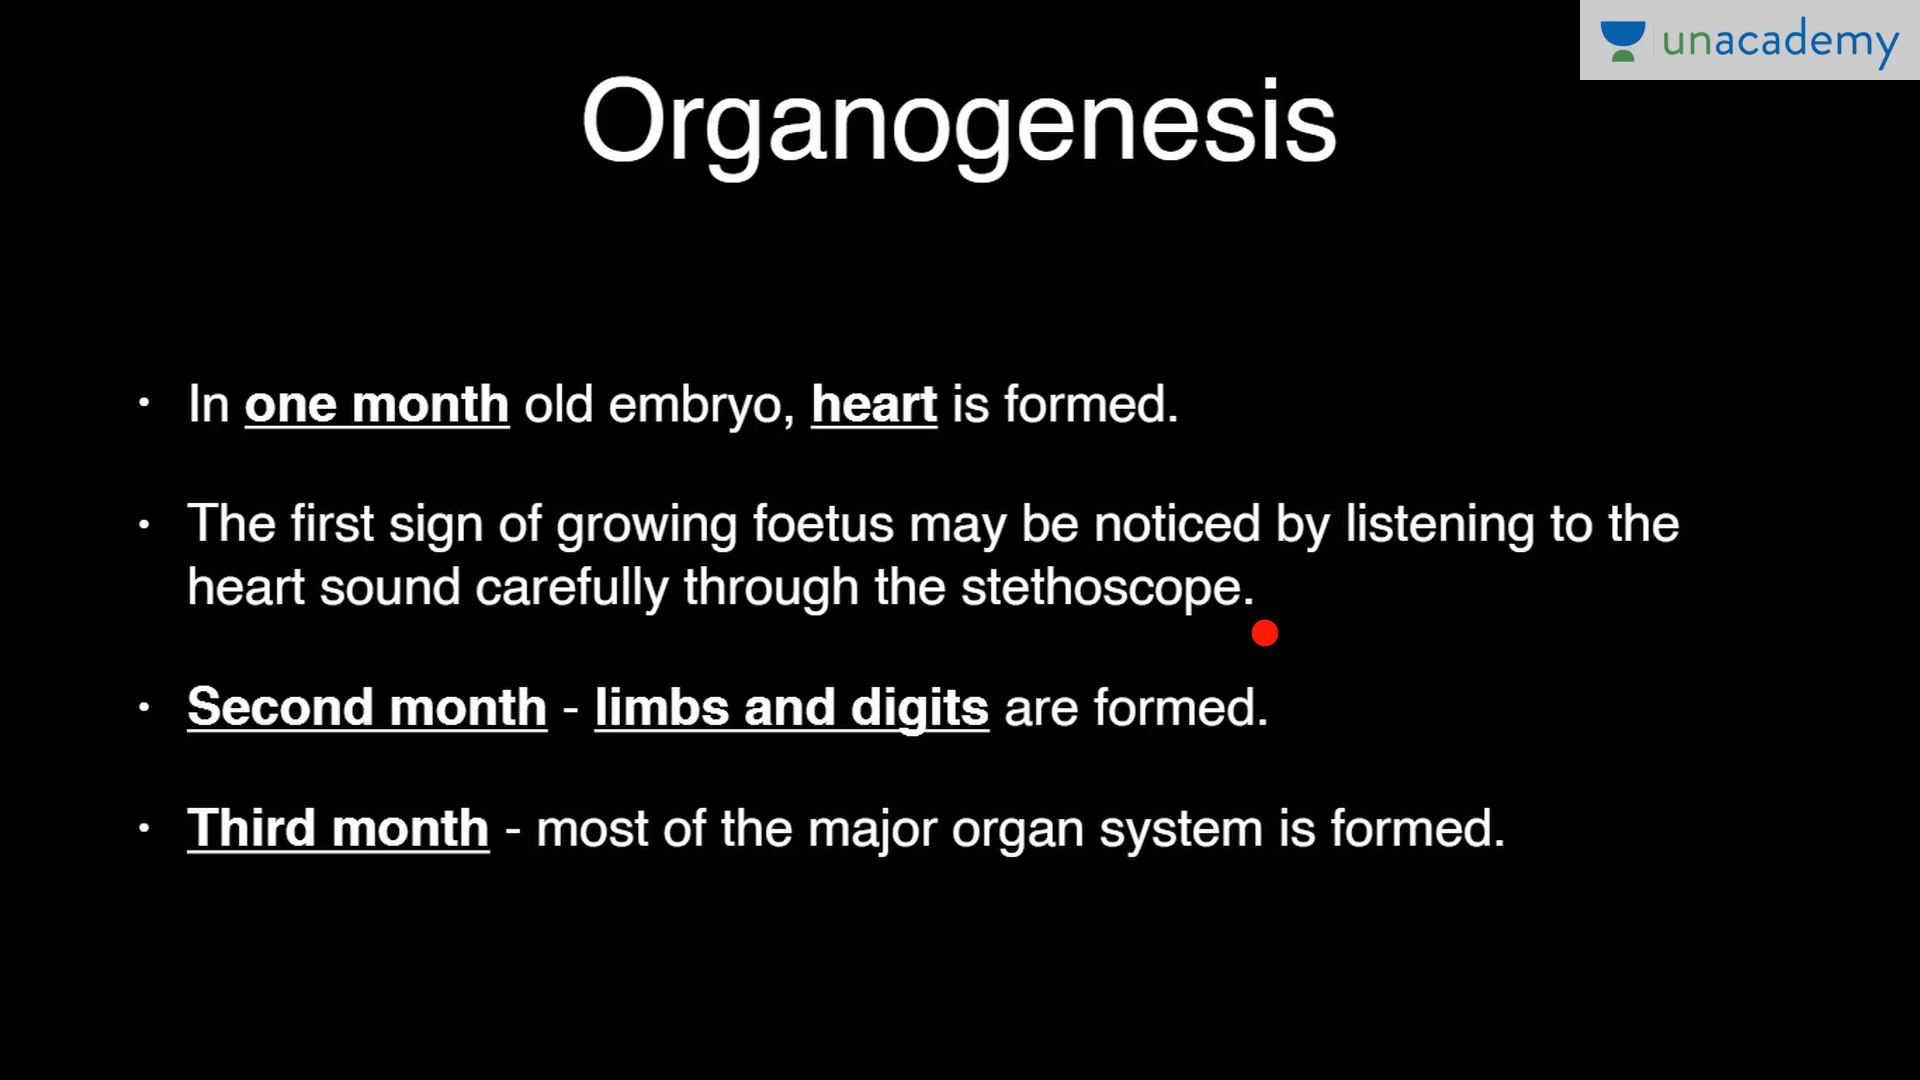 unacademy
Organogenesis
• In one month old embryo, heart is formed.
• The first sign of growing foetus may be noticed by listening to the
heart sound carefully through the stethoscope.
• Second month - limbs and digits are formed.
• Third month - most of the major organ system is formed.